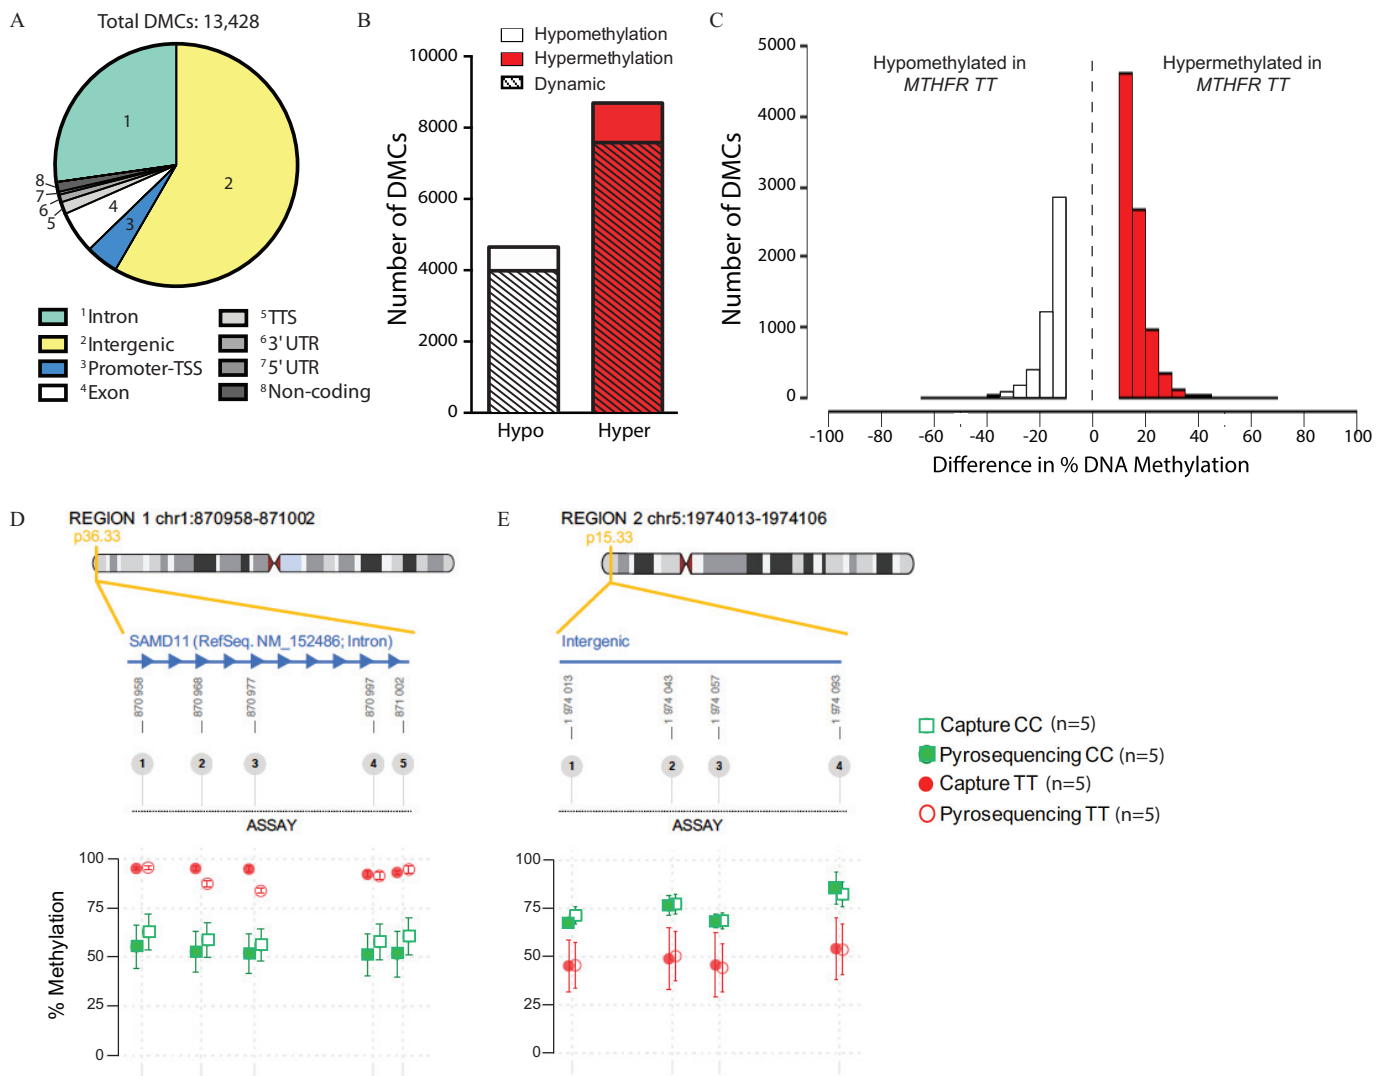 A
Total DMCs: 13,428
1
2
3
4
5
6
7
8
1Intron
2Intergenic
3Promoter-TSS
4Exon
5TTS
63' UTR
75' UTR
8Non-coding
B
Hypomethylation
Hypermethylation
Dynamic
Number of DMCs
10000
8000
6000
4000
2000
0
Hypo
Hyper
C
Hypomethylated in
MTHFR TT
Hypermethylated in
MTHFR TT
Number of DMCs
5000
4000
3000
2000
1000
0
-100 -80 -60 -40 -20 0 20 40 60 80 100
Difference in % DNA Methylation
D
REGION 1 chr1:870958-871002
p36.33
SAMD11 (RefSeq. NM_152486; Intron)
870 958
870 968
870 977
870 997
871 002
1 2 3 4 5
ASSAY
% Methylation
100
75
50
25
0
E
REGION 2 chr5:1974013-1974106
p15.33
Intergenic
1 974 013
1 974 043
1 974 057
1 974 093
1 2 3 4
ASSAY
100
75
50
25
0
Capture CC (n=5)
Pyrosequencing CC (n=5)
Capture TT (n=5)
Pyrosequencing TT (n=5)